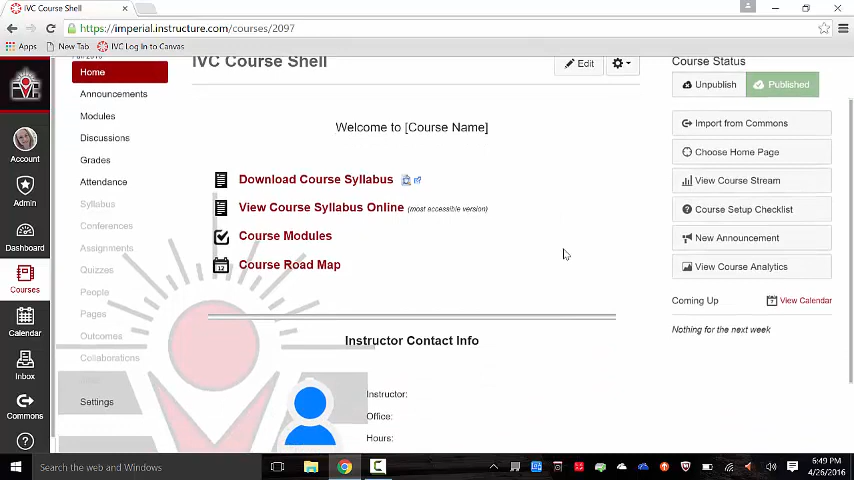 iVC Course Shell
https://imperial.instructure.com/courses/2097
Apps New Tab iVC Log In to Canvas
Fall 2015
Home
Announcements
Modules
Discussions
Grades
Attendance
Syllabus
Conferences
Assignments
Quizzes
People
Pages
Outcomes
Collaborations
Settings
Account
Admin
Dashboard
Courses
Calendar
Inbox
Commons
iVC Course Shell
Edit
Welcome to [Course Name]
Download Course Syllabus
View Course Syllabus Online (most accessible version)
Course Modules
12 Course Road Map
Instructor Contact Info
Instructor:
Office:
Hours:
Course Status
Unpublish Published
Import from Commons
Choose Home Page
View Course Stream
Course Setup Checklist
New Announcement
View Course Analytics
Coming Up 7 View Calendar
Nothing for the next week
Search the web and Windows
6:49 PM
4/26/2016